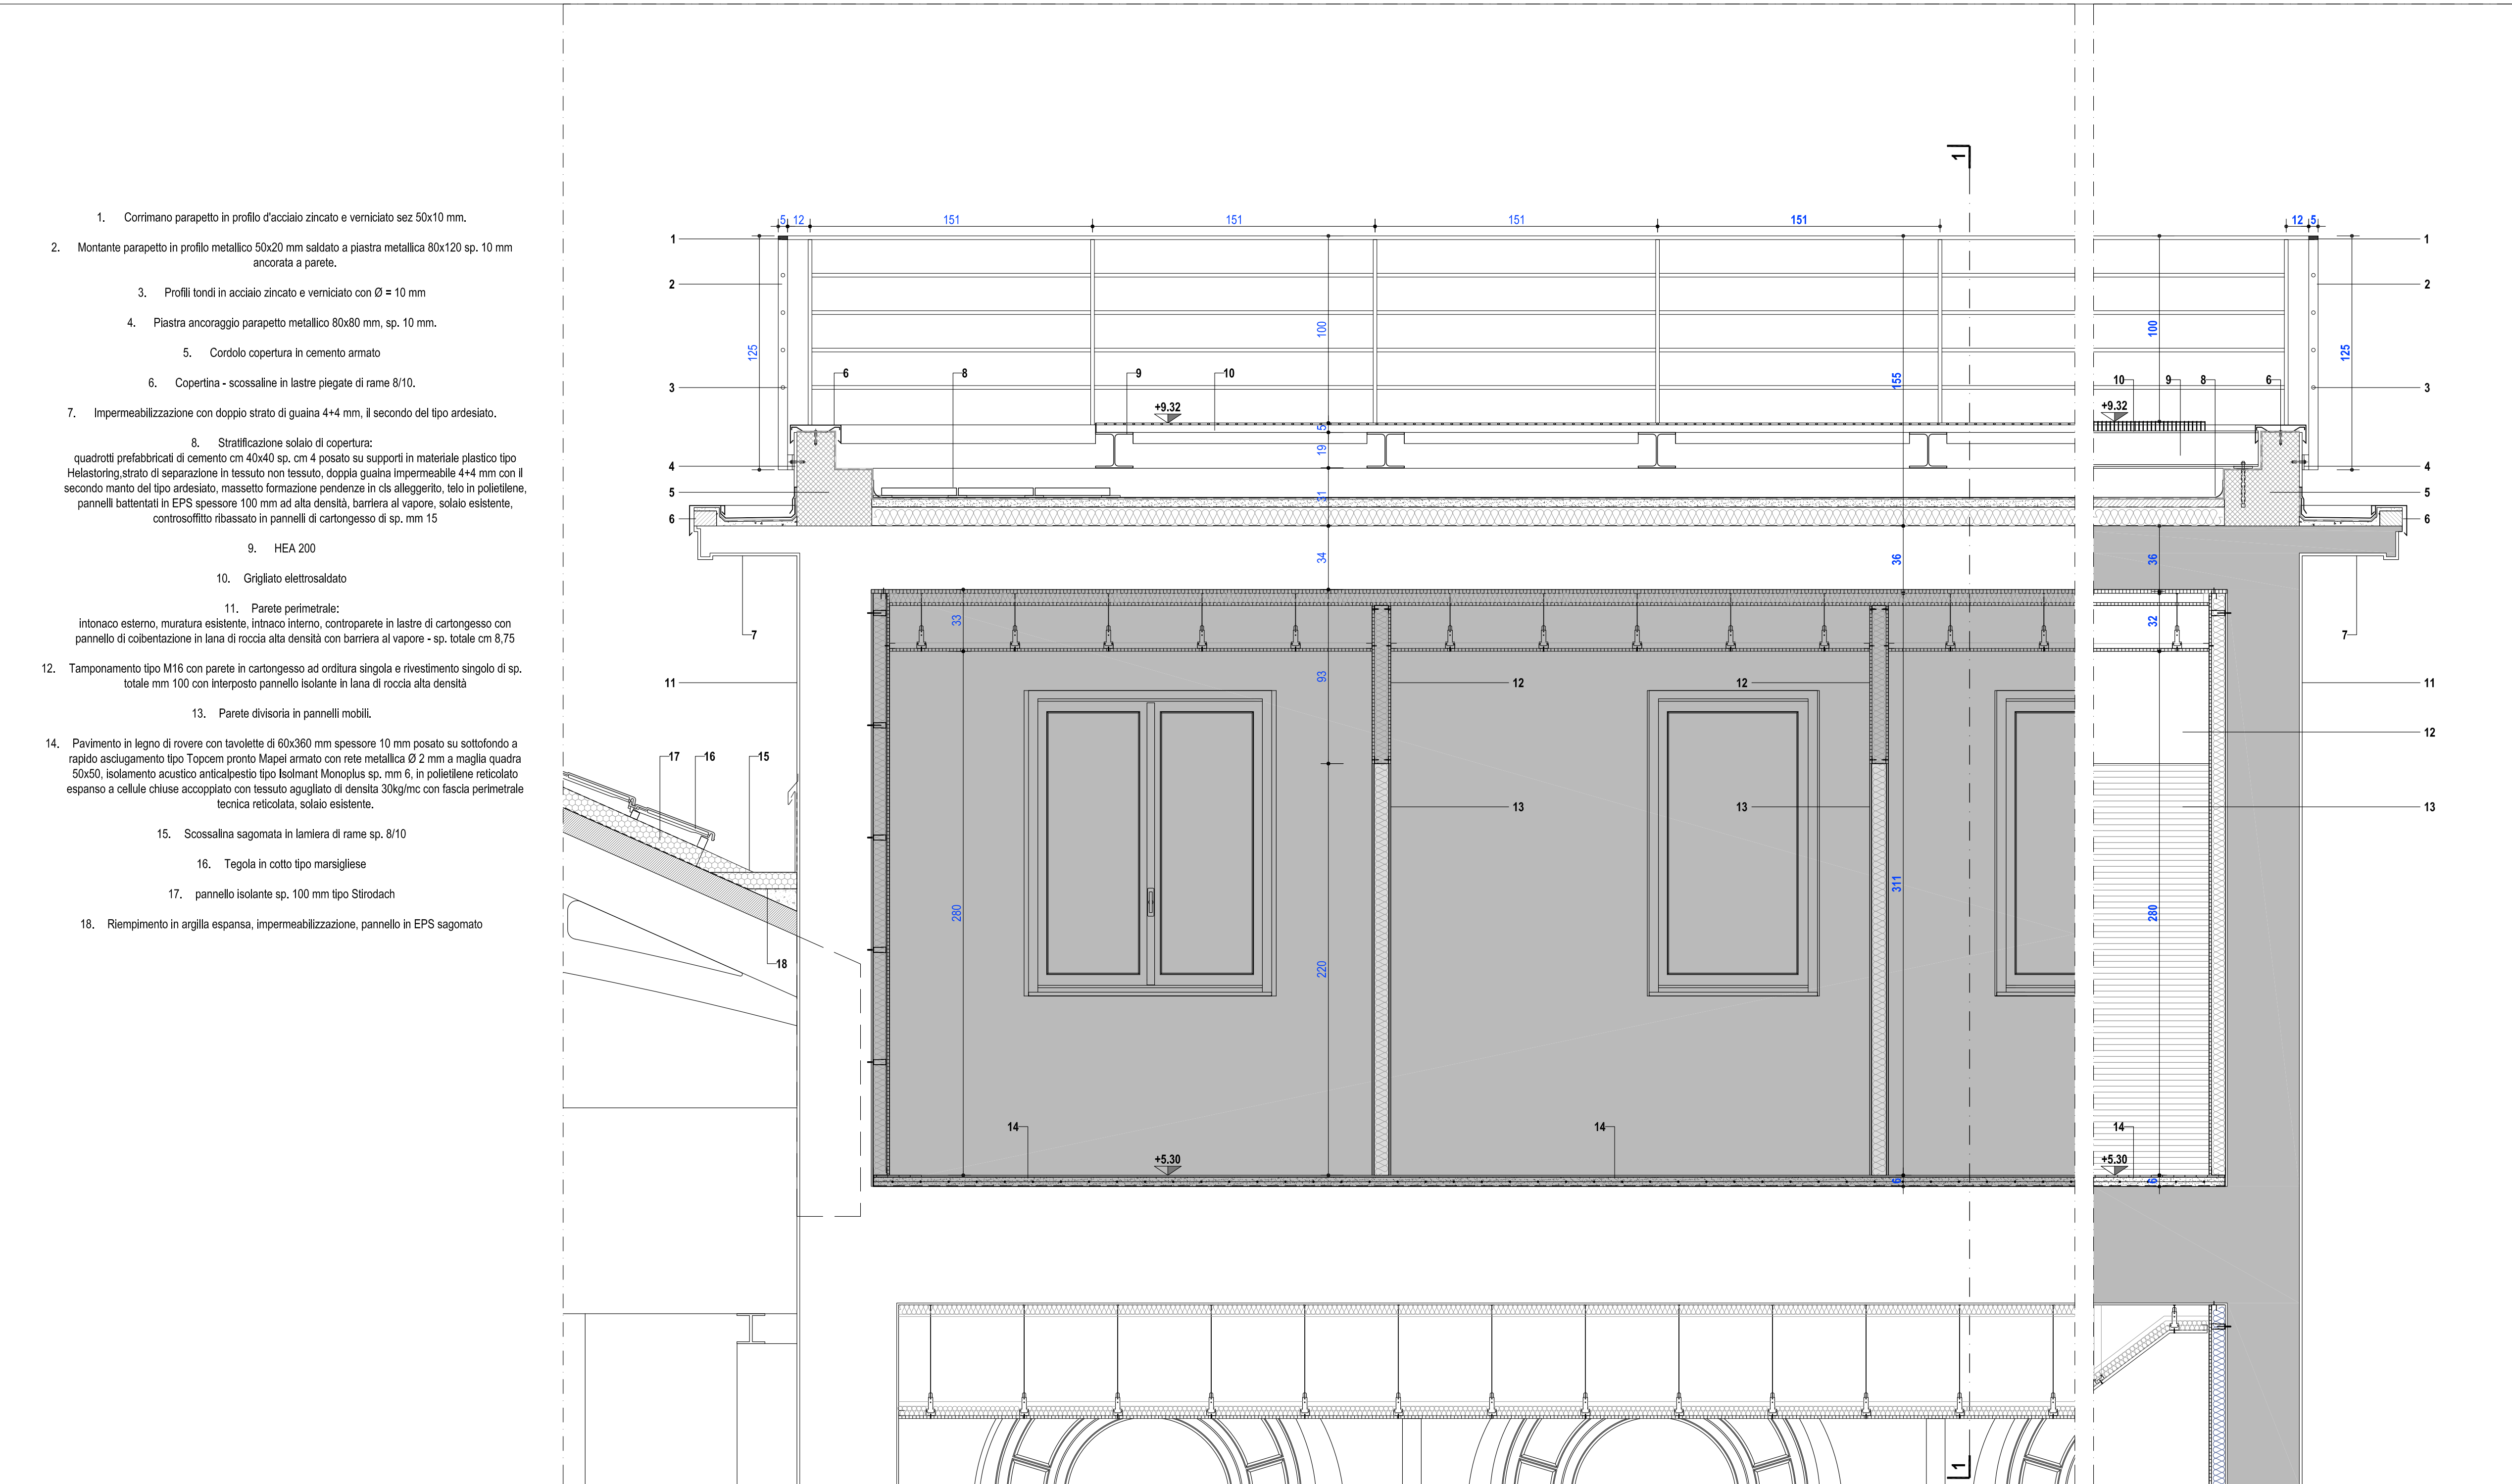 1. Corrimano parapetto in profilo d'acciaio zincato e verniciato sez 50x10 mm.
2. Montante parapetto in profilo metallico 50x20 mm saldato a piastra metallica 80x120 sp. 10 mm
ancorata a parete.
3. Profili tondi in acciaio zincato e verniciato con Ø = 10 mm
4. Piastra ancoraggio parapetto metallico 80x80 mm, sp. 10 mm.
5. Cordolo copertura in cemento armato
6. Copertina - scossaline in lastre piegate di rame 8/10.
7. Impermeabilizzazione con doppio strato di guaina 4+4 mm, il secondo del tipo ardesiato.
8. Stratificazione solaio di copertura:
quadrotti prefabbricati di cemento cm 40x40 sp. cm 4 posato su supporti in materiale plastico tipo
Helastoring,strato di separazione in tessuto non tessuto, doppia guaina impermeabile 4+4 mm con il
secondo manto del tipo ardesiato, massetto formazione pendenze in cls alleggerito, telo in polietilene,
pannelli battentati in EPS spessore 100 mm ad alta densità, barriera al vapore, solaio esistente,
controsoffitto ribassato in pannelli di cartongesso di sp. mm 15
9. HEA 200
10. Grigliato elettrosaldato
11. Parete perimetrale:
intonaco esterno, muratura esistente, intnaco interno, controparete in lastre di cartongesso con
pannello di coibentazione in lana di roccia alta densità con barriera al vapore - sp. totale cm 8,75
12. Tamponamento tipo M16 con parete in cartongesso ad orditura singola e rivestimento singolo di sp.
totale mm 100 con interposto pannello isolante in lana di roccia alta densità
13. Parete divisoria in pannelli mobili.
14. Pavimento in legno di rovere con tavolette di 60x360 mm spessore 10 mm posato su sottofondo a
rapido asciugamento tipo Topcem pronto Mapei armato con rete metallica Ø 2 mm a maglia quadra
50x50, isolamento acustico anticalpestio tipo Isolmant Monoplus sp. mm 6, in polietilene reticolato
espanso a cellule chiuse accoppiato con tessuto agugliato di densita 30kg/mc con fascia perimetrale
tecnica reticolata, solaio esistente.
15. Scossalina sagomata in lamiera di rame sp. 8/10
16. Tegola in cotto tipo marsigliese
17. pannello isolante sp. 100 mm tipo Stirodach
18. Riempimento in argilla espansa, impermeabilizzazione, pannello in EPS sagomato
1
5 12 151 151 151 151 12 5
1 1
2 2
125 100 155 100 125
3 6 8 9 10 10 9 8 6 3
+9.32 +9.32
5
19
4 4
5 31 5
6 6
34 36 36
7 7
33 93 32
11 12 12 11
12
17 16 15
13 13 13
280 311 280
220
18
14 14 14
+5.30 +5.30
6 6
1